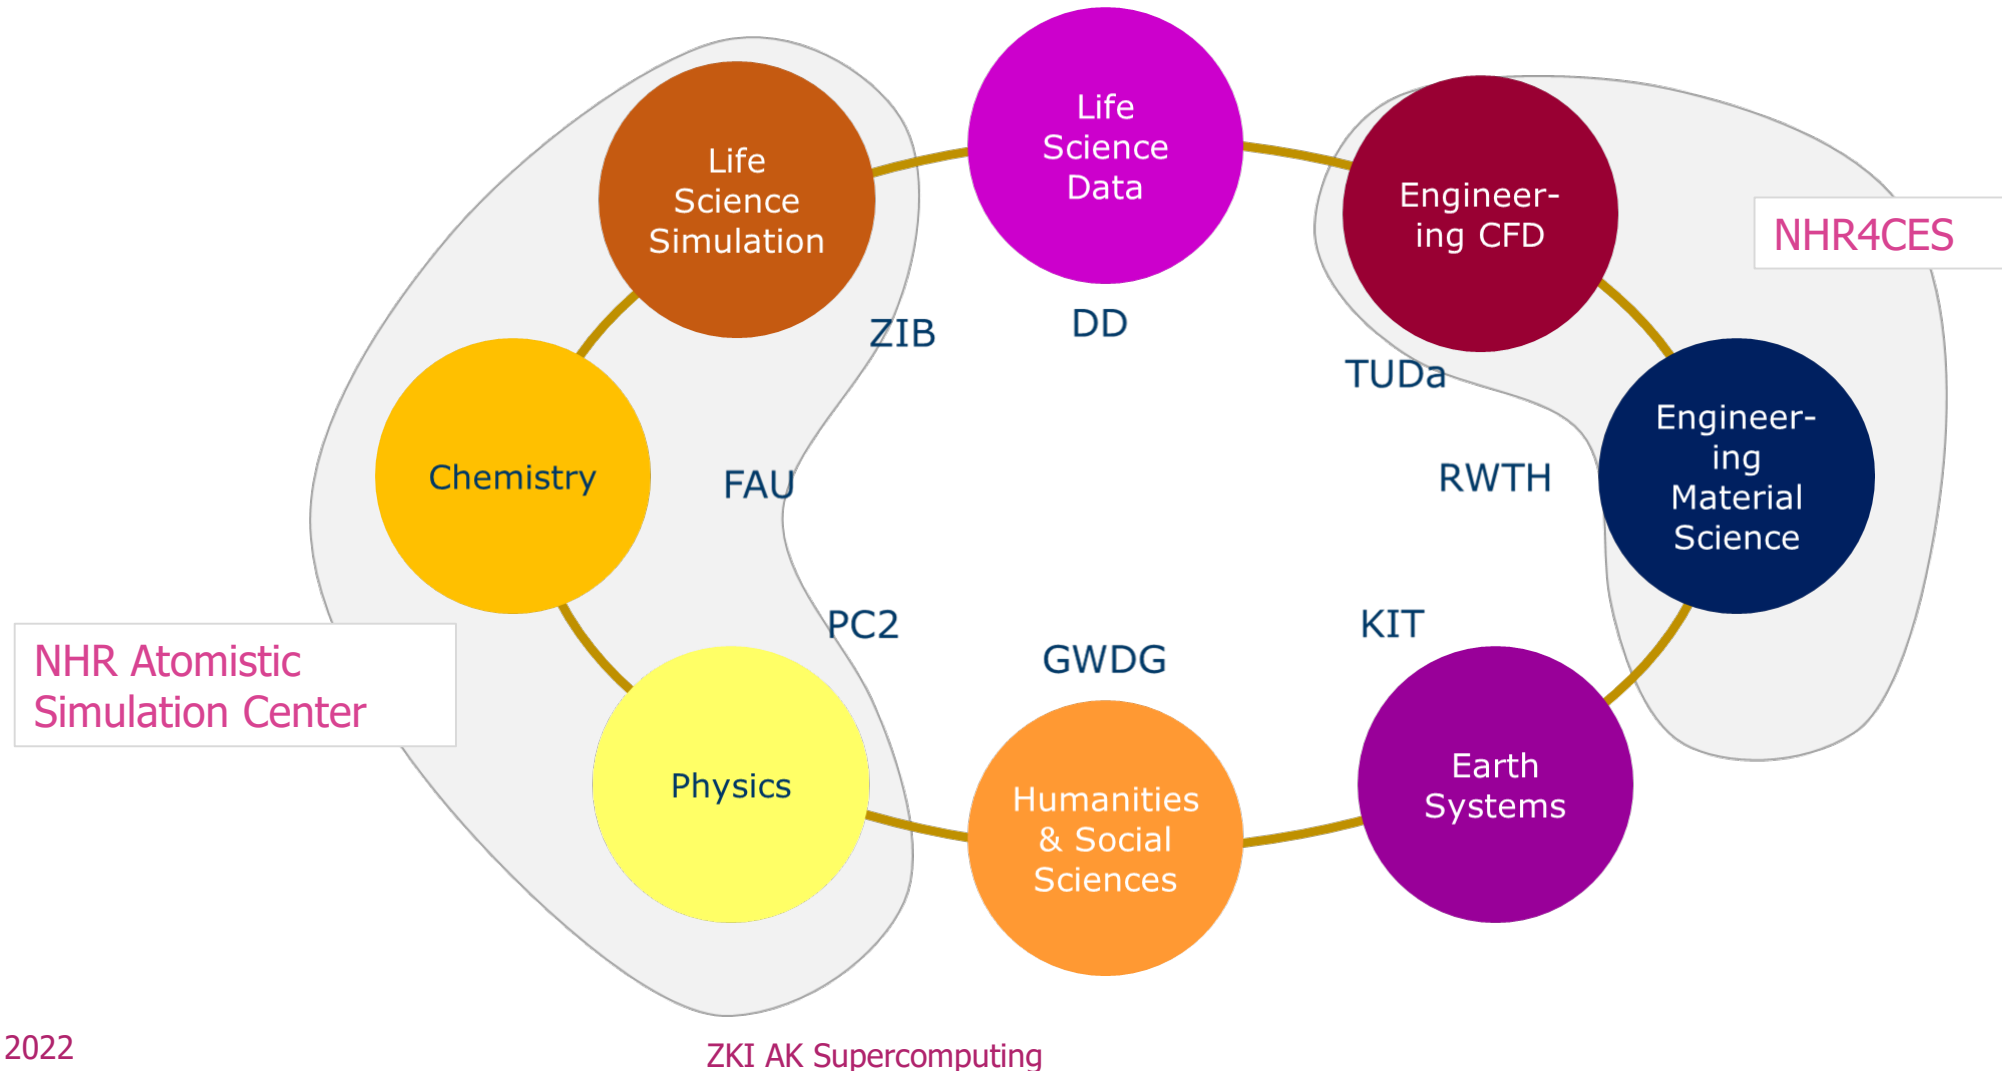 Life
Science
Data
Life
Science
Simulation
Engineer-
ing CFD
NHR4CES
ZIB
DD
TUDa
Chemistry
FAU
RWTH
Engineer-
ing
Material
Science
NHR Atomistic
Simulation Center
PC2
GWDG
KIT
Physics
Humanities
& Social
Sciences
Earth
Systems
2022
ZKI AK Supercomputing